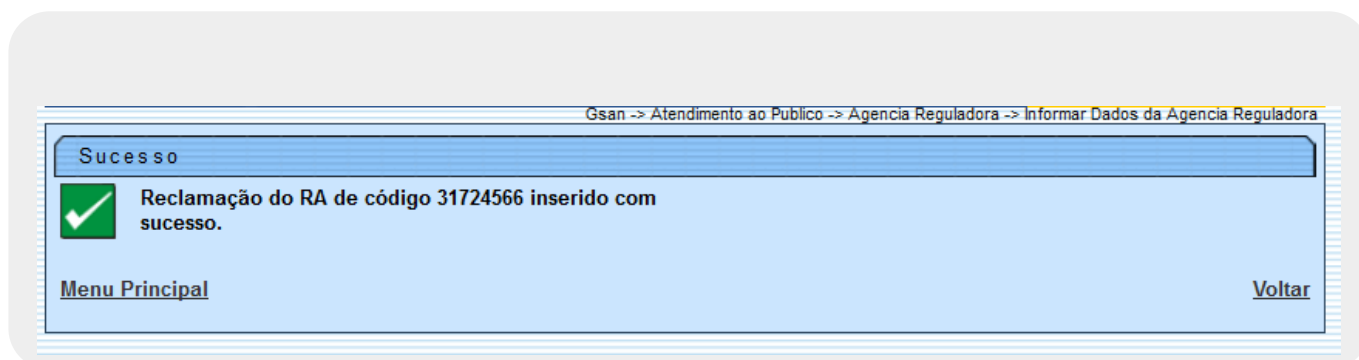 Gsan -> Atendimento ao Publico -> Agencia Reguladora -> Informar Dados da Agencia Reguladora
Sucesso
Reclamação do RA de código 31724566 inserido com
sucesso.
Menu Principal
Voltar